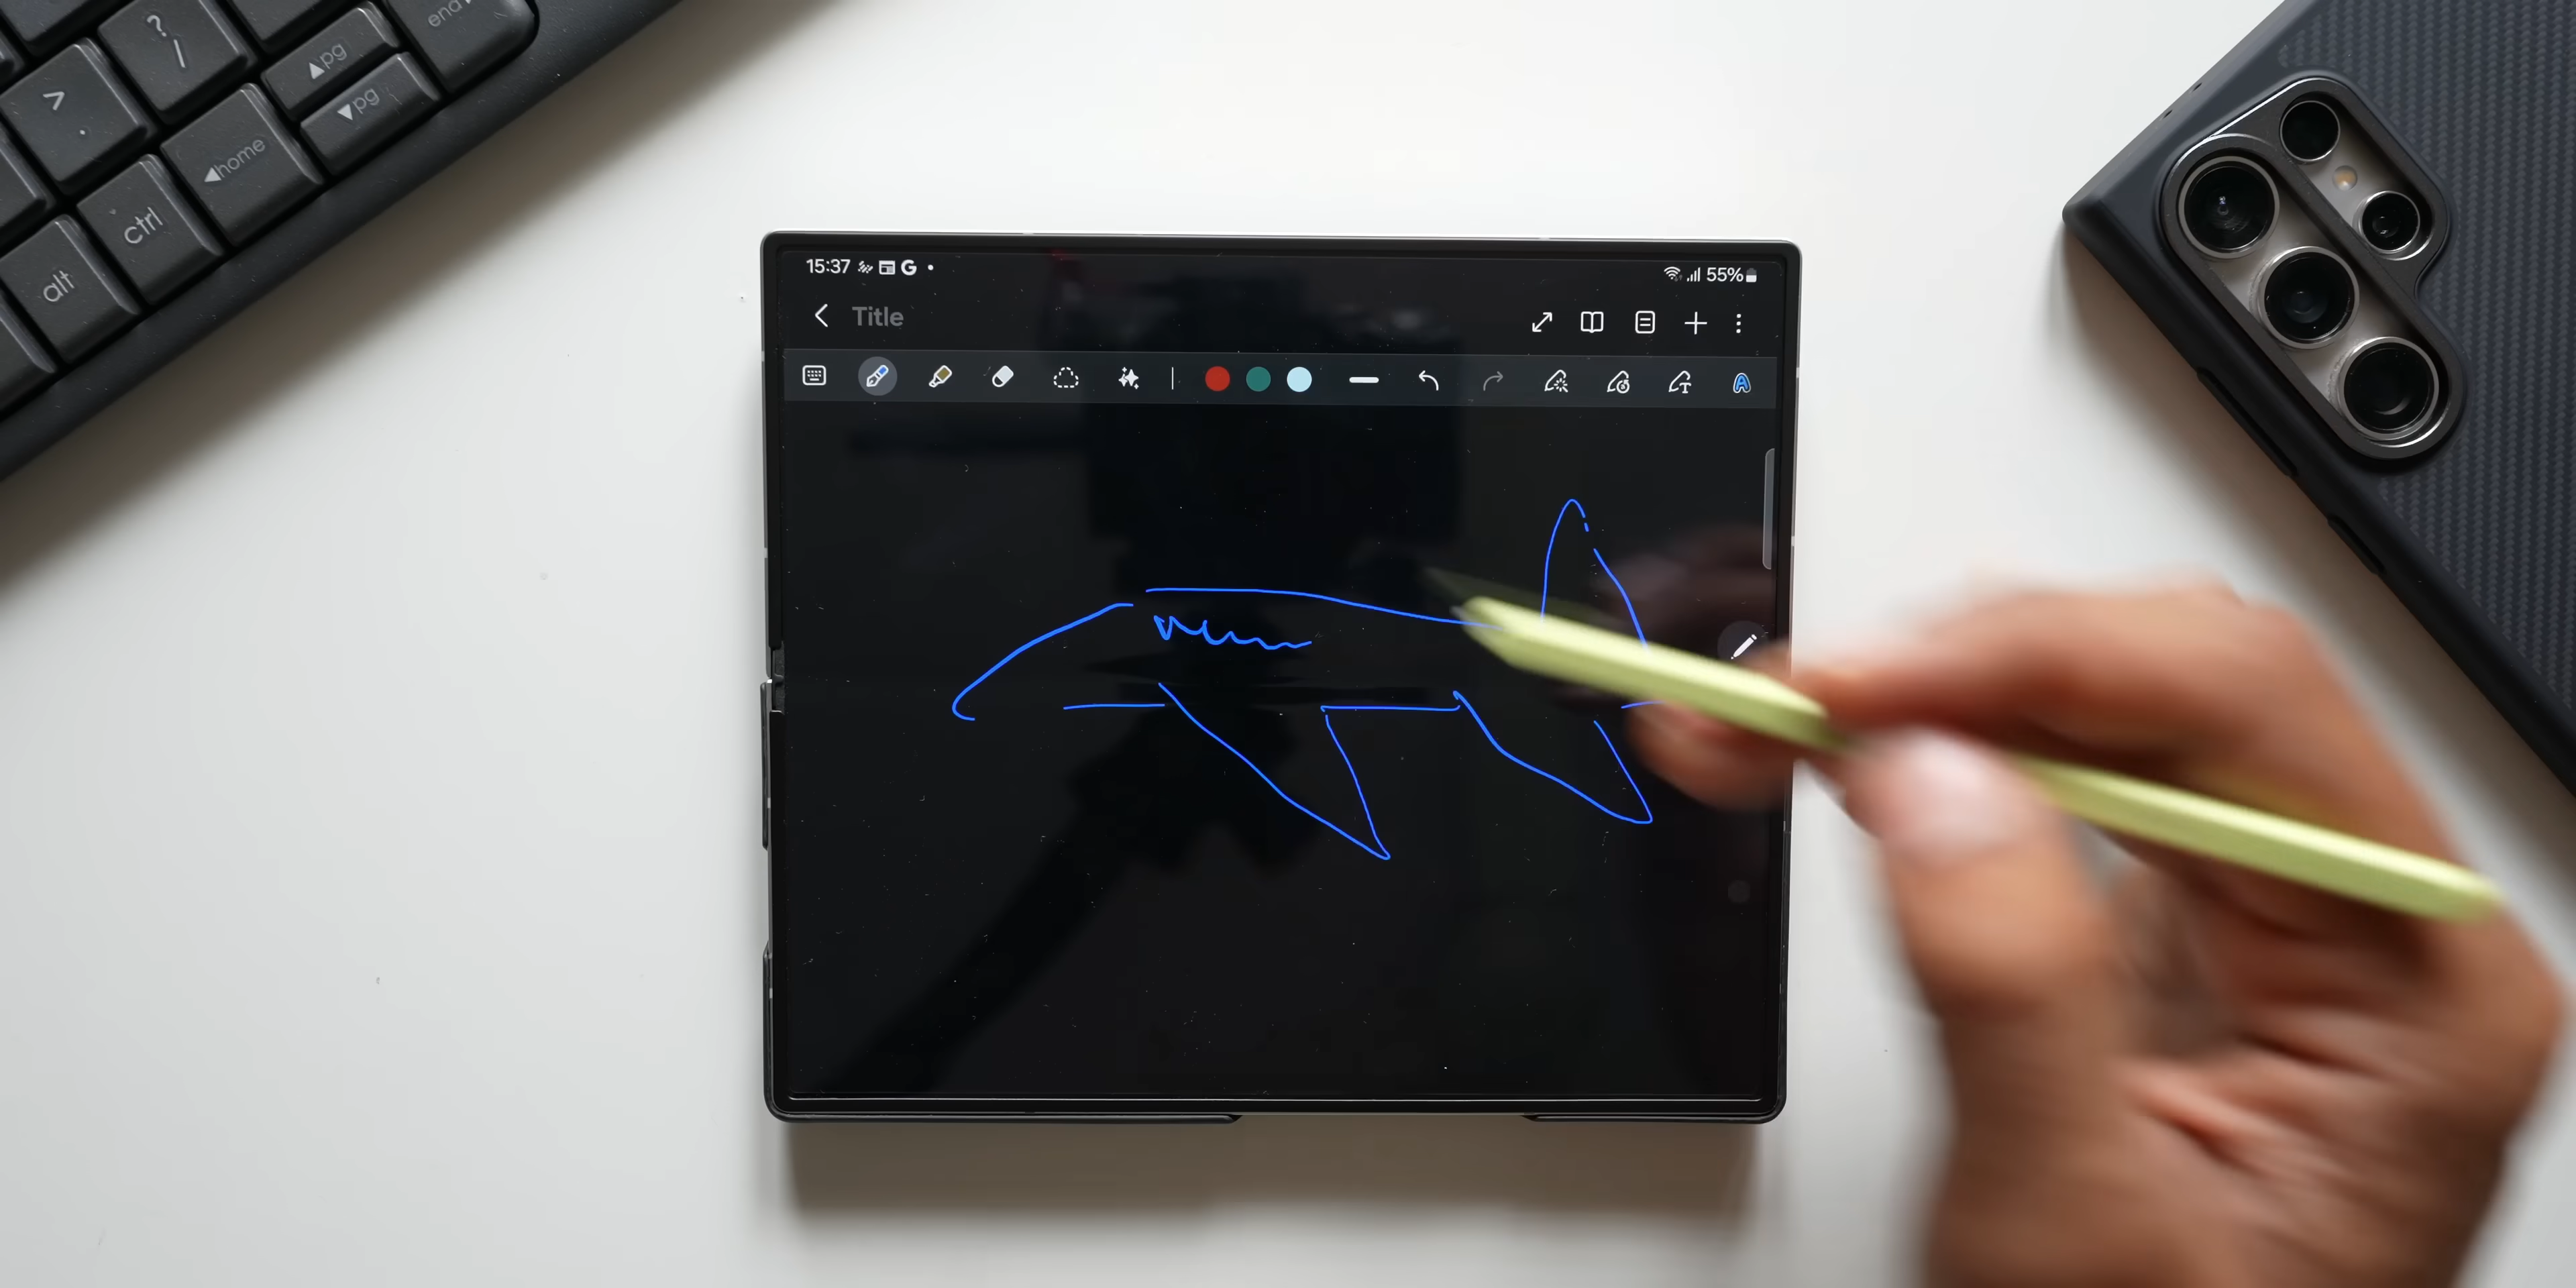 ? end
/ ▲pg
> ▼pg
. ◀home
ctrl
alt
15:37 G 55%
Title
T A